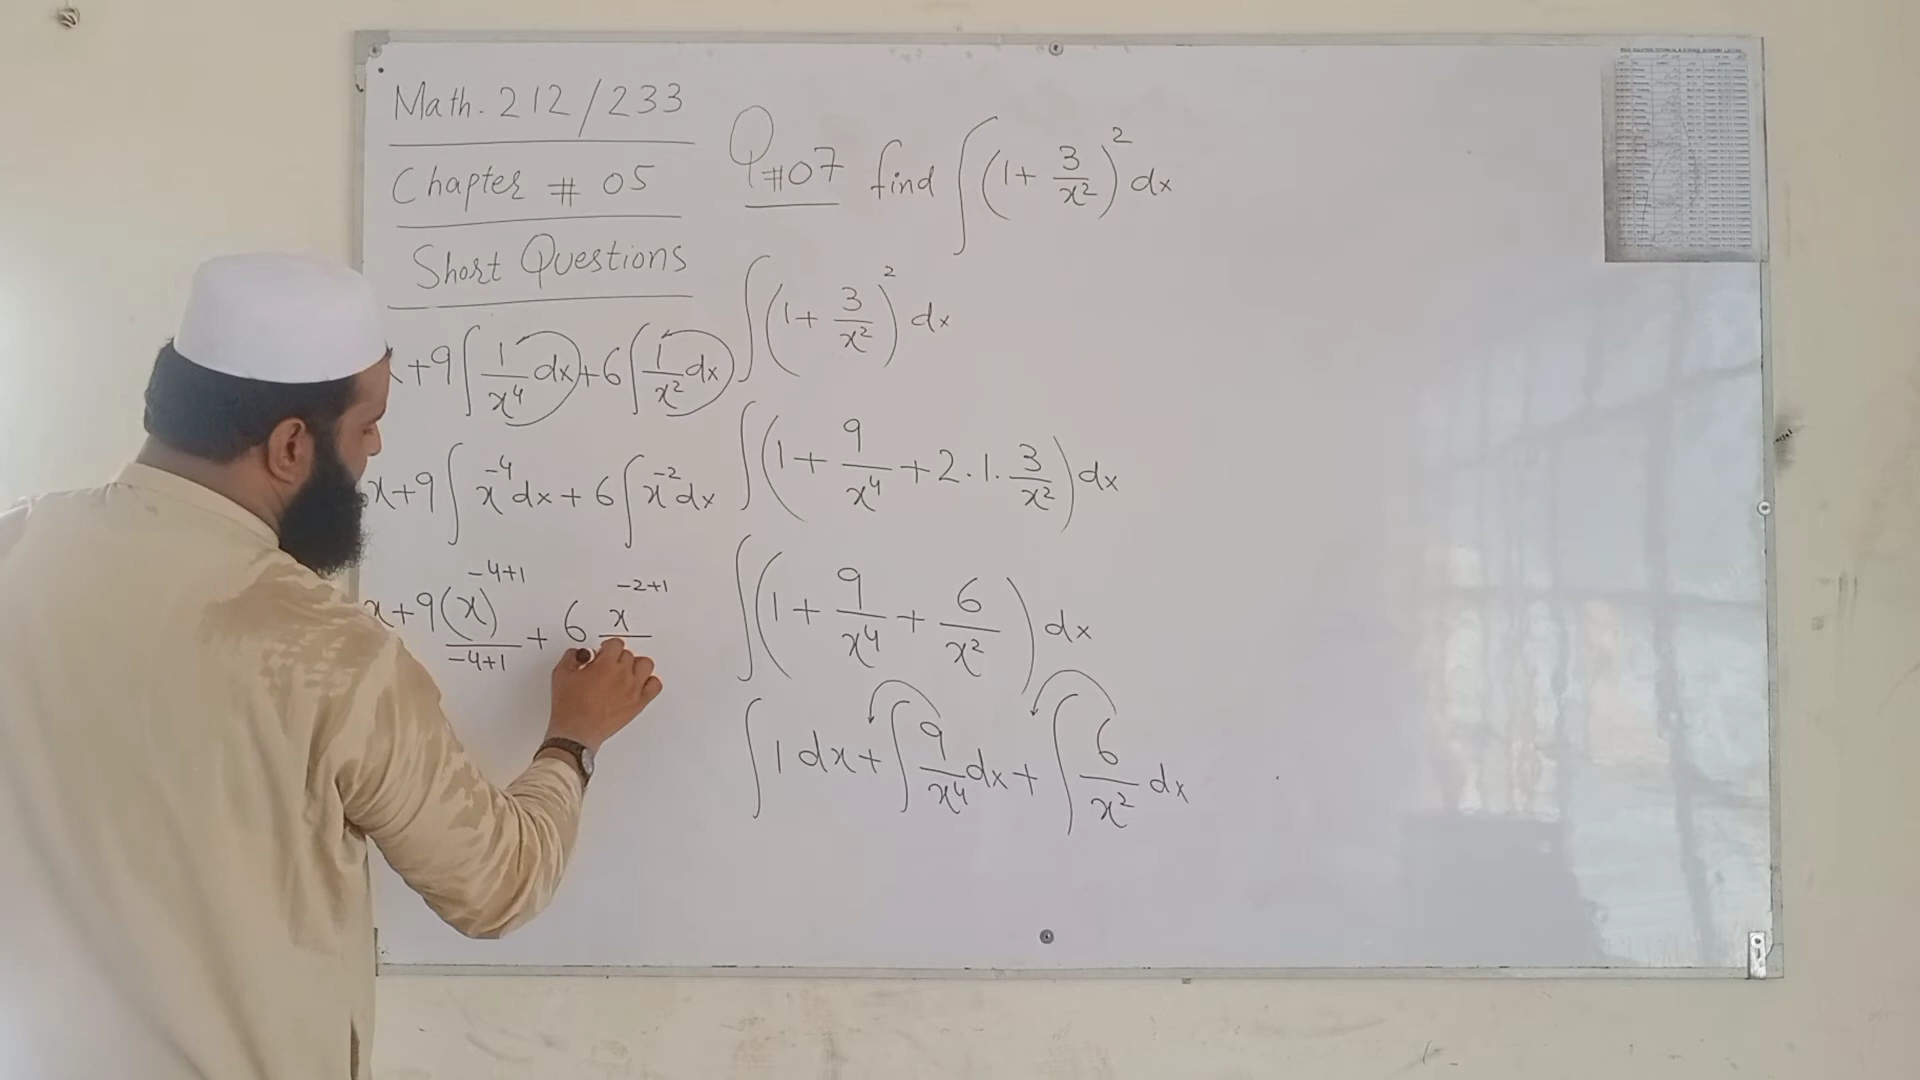 Math. 212/233
Chapter # 05
Short Questions
Q#07 find ∫(1 + 3/x²)² dx
∫(1 + 3/x²)² dx
∫(1 + 9/x⁴ + 2·1·3/x²) dx
∫(1 + 9/x⁴ + 6/x²) dx
∫1 dx + ∫9/x⁴ dx + ∫6/x² dx
x + 9∫1/x⁴ dx + 6∫1/x² dx
x + 9∫x⁻⁴ dx + 6∫x⁻² dx
x + 9(x)⁻⁴⁺¹/-4+1 + 6 x⁻²⁺¹